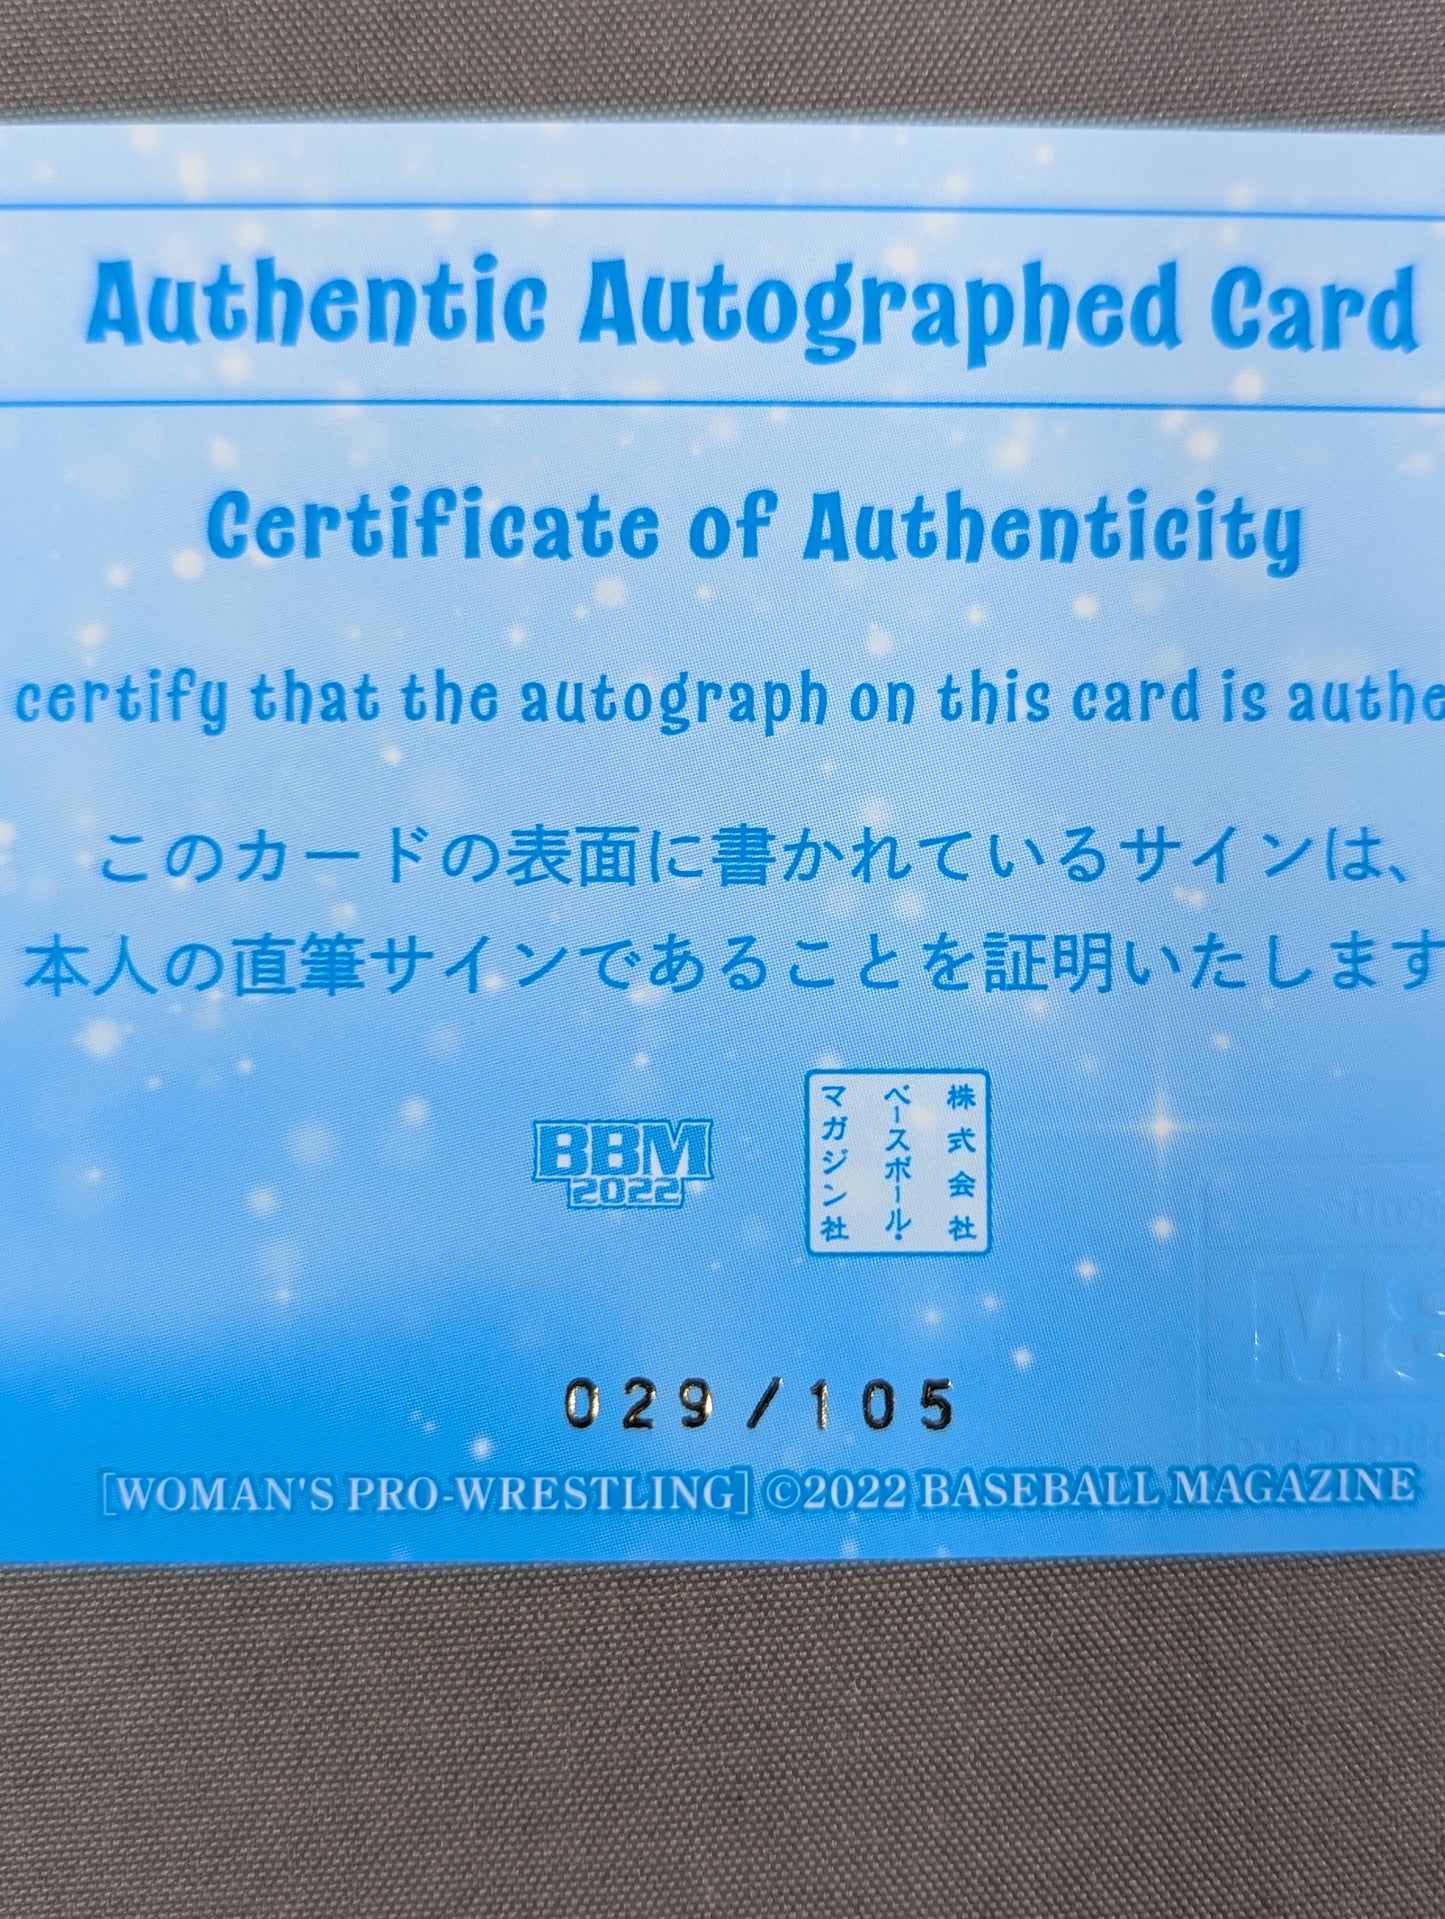 Authentic Autographed Card
Certificate of Authenticity
certify that the autograph on this card is authe
このカードの表面に書かれているサインは、
本人の直筆サインであることを証明いたします
BBM
2022
株式会社
ベースボール・
マガジン社
029/105
[WOMAN'S PRO-WRESTLING] ©2022 BASEBALL MAGAZINE